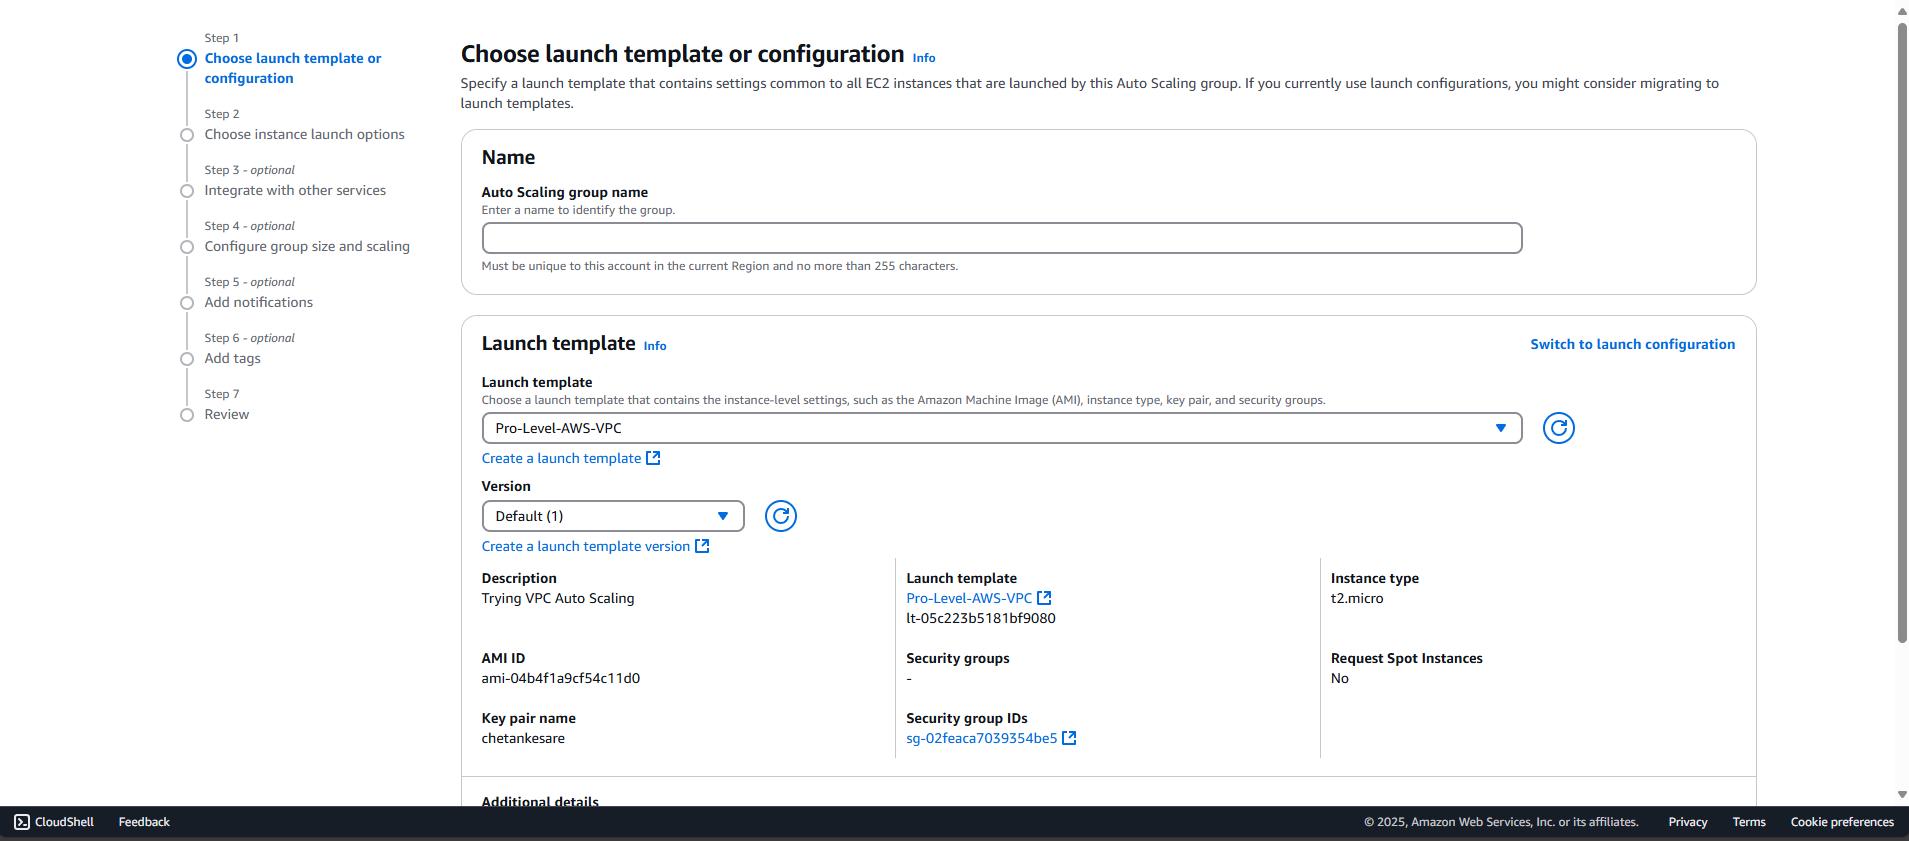 Step 1
Choose launch template or
configuration
Step 2
Choose instance launch options
Step 3 - optional
Integrate with other services
Step 4 - optional
Configure group size and scaling
Step 5 - optional
Add notifications
Step 6 - optional
Add tags
Step 7
Review
Choose launch template or configuration Info
Specify a launch template that contains settings common to all EC2 instances that are launched by this Auto Scaling group. If you currently use launch configurations, you might consider migrating to
launch templates.
Name
Auto Scaling group name
Enter a name to identify the group.
Must be unique to this account in the current Region and no more than 255 characters.
Launch template Info
Switch to launch configuration
Launch template
Choose a launch template that contains the instance-level settings, such as the Amazon Machine Image (AMI), instance type, key pair, and security groups.
Pro-Level-AWS-VPC
Create a launch template
Version
Default (1)
Create a launch template version
Description
Trying VPC Auto Scaling
Launch template
Pro-Level-AWS-VPC
lt-05c223b5181bf9080
Instance type
t2.micro
AMI ID
ami-04b4f1a9cf54c11d0
Security groups
-
Request Spot Instances
No
Key pair name
chetankesare
Security group IDs
sg-02feaca7039354be5
Additional details
CloudShell Feedback
© 2025, Amazon Web Services, Inc. or its affiliates. Privacy Terms Cookie preferences